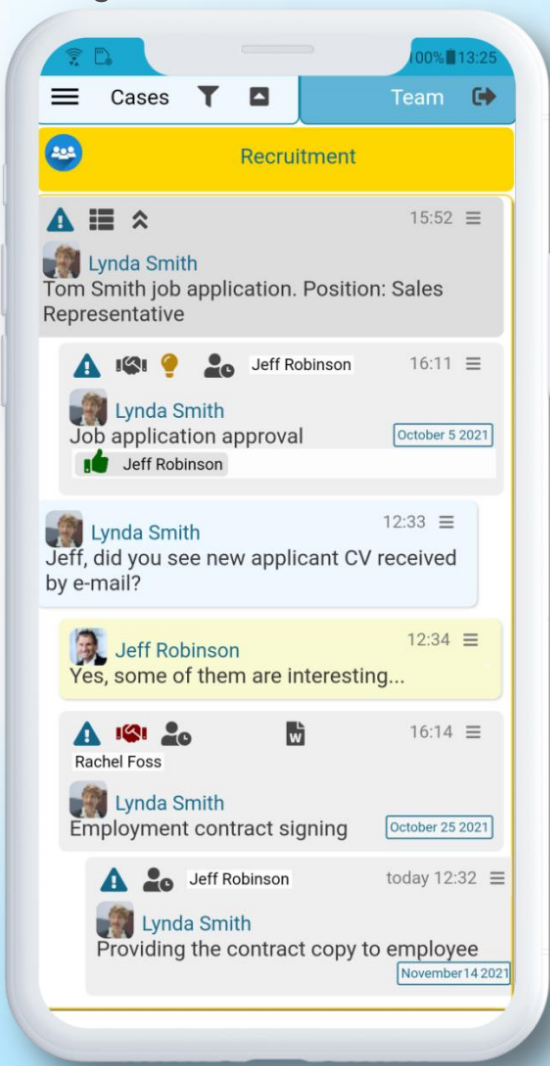 100% 13:25
Cases Team
Recruitment
15:52
Lynda Smith
Tom Smith job application. Position: Sales
Representative
Jeff Robinson 16:11
Lynda Smith
Job application approval October 5 2021
Jeff Robinson
12:33
Lynda Smith
Jeff, did you see new applicant CV received
by e-mail?
12:34
Jeff Robinson
Yes, some of them are interesting...
W 16:14
Rachel Foss
Lynda Smith
Employment contract signing October 25 2021
Jeff Robinson today 12:32
Lynda Smith
Providing the contract copy to employee
November 14 2021